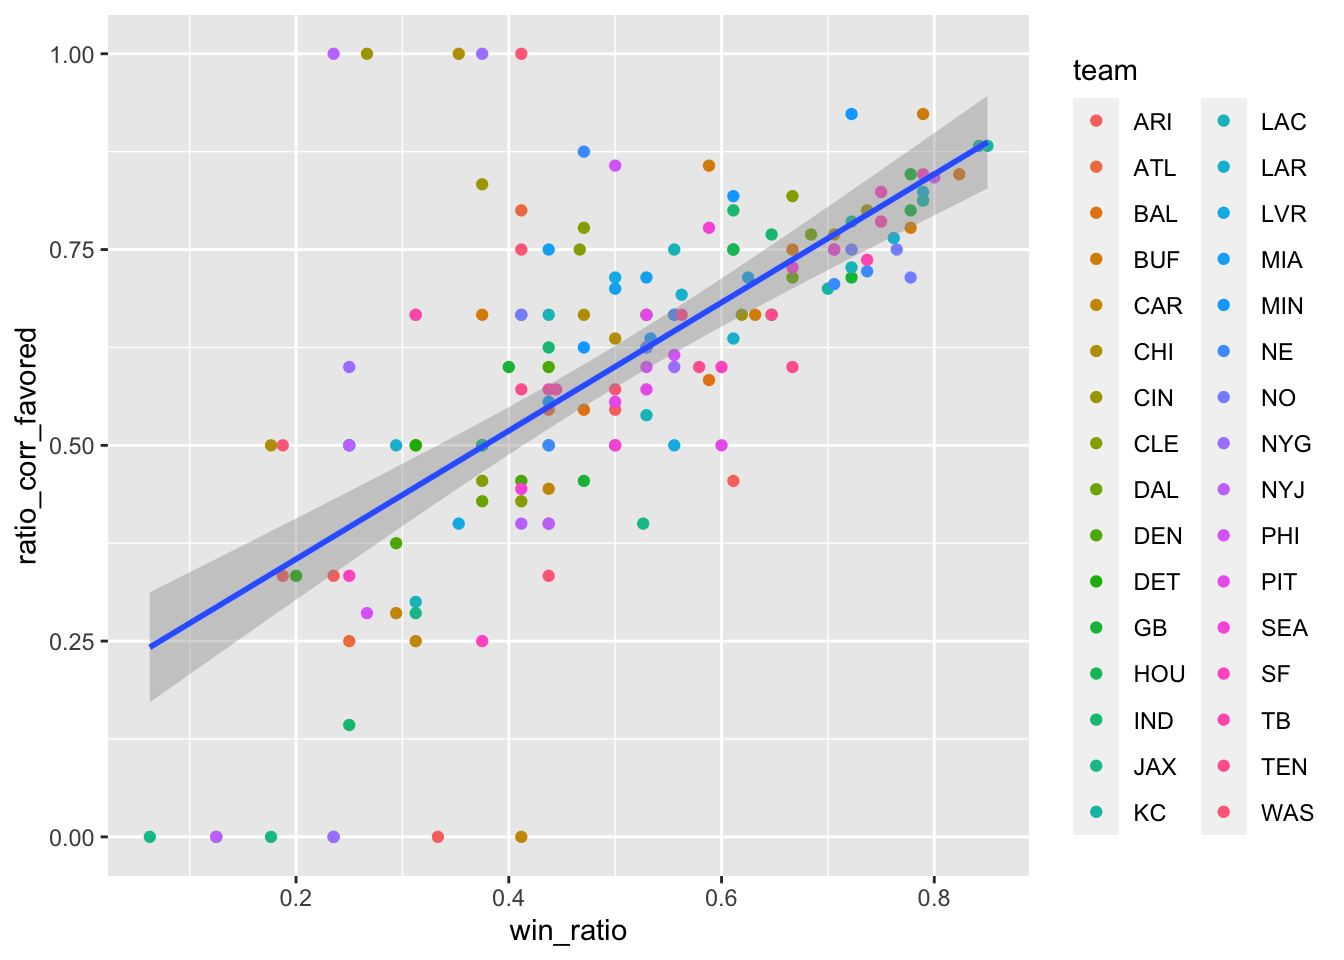 1.00
0.75
0.50
0.25
0.00
ratio_corr_favored
0.2 0.4 0.6 0.8
win_ratio
team
ARI
ATL
BAL
BUF
CAR
CHI
CIN
CLE
DAL
DEN
DET
GB
HOU
IND
JAX
KC
LAC
LAR
LVR
MIA
MIN
NE
NO
NYG
NYJ
PHI
PIT
SEA
SF
TB
TEN
WAS